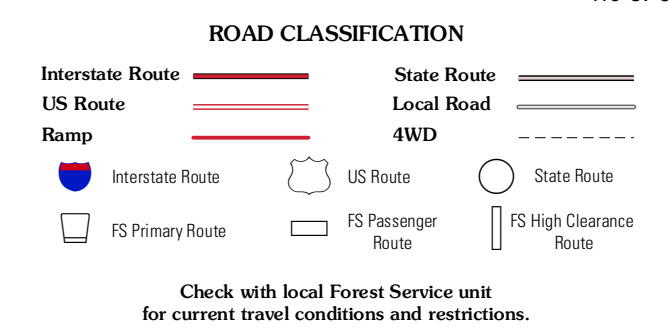 ROAD CLASSIFICATION
Interstate Route
State Route
US Route
Local Road
Ramp
4WD
Interstate Route
US Route
State Route
FS Primary Route
FS Passenger
Route
FS High Clearance
Route
Check with local Forest Service unit
for current travel conditions and restrictions.